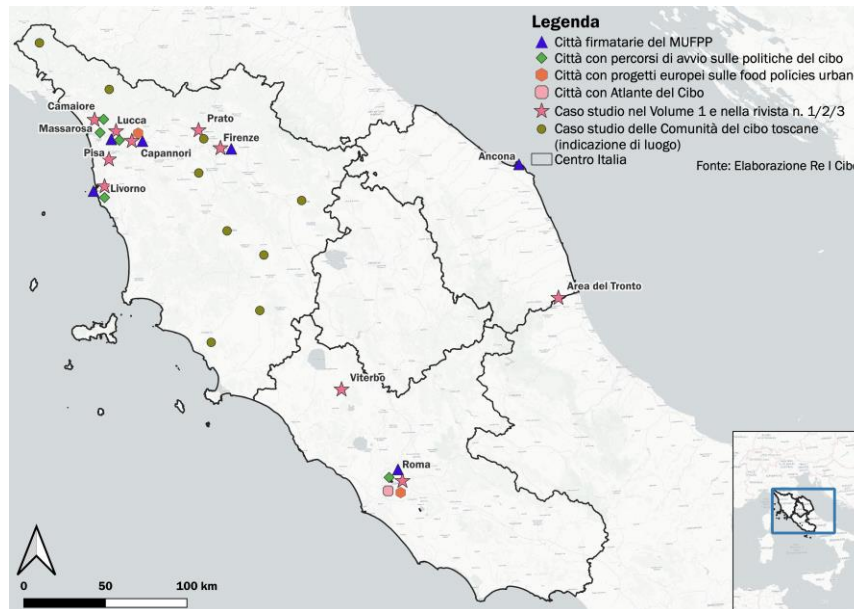 Legenda
Città firmatarie del MUFPP
Città con percorsi di avvio sulle politiche del cibo
Città con progetti europei sulle food policies urban
Città con Atlante del Cibo
Caso studio nel Volume 1 e nella rivista n. 1/2/3
Caso studio delle Comunità del cibo toscane
(indicazione di luogo)
Centro Italia
Fonte: Elaborazione Re l Cibo
Camaiore
Lucca
Prato
Massarosa
Firenze
Capannori
Pisa
Livorno
Ancona
Area del Tronto
Viterbo
Roma
0 50 100 km